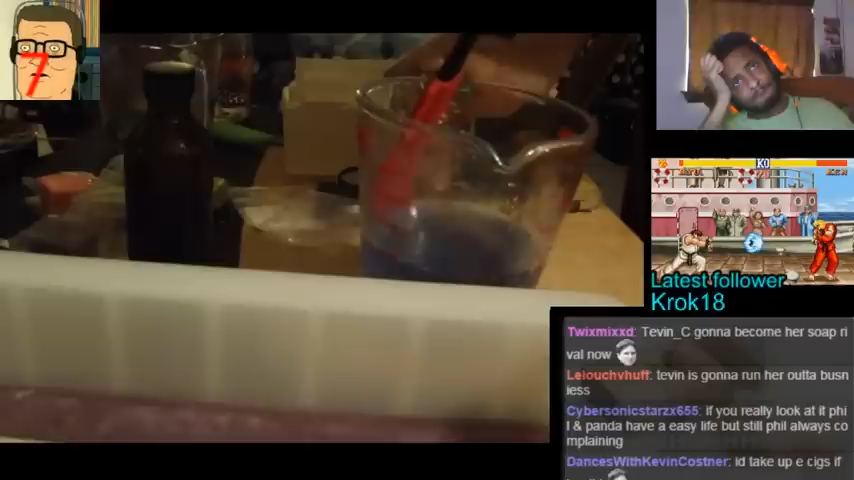 KO
KEN
Latest follower
Krok18
Twixmixxd: Tevin_C gonna become her soap ri
val now
Lelouchvhuff: tevin is gonna run her outta busn
iess
Cybersonicstarzx655: If you really look at it phi
l & panda have a easy life but still phil always co
mplaining
DancesWithKevinCostner: Id take up e cigs if